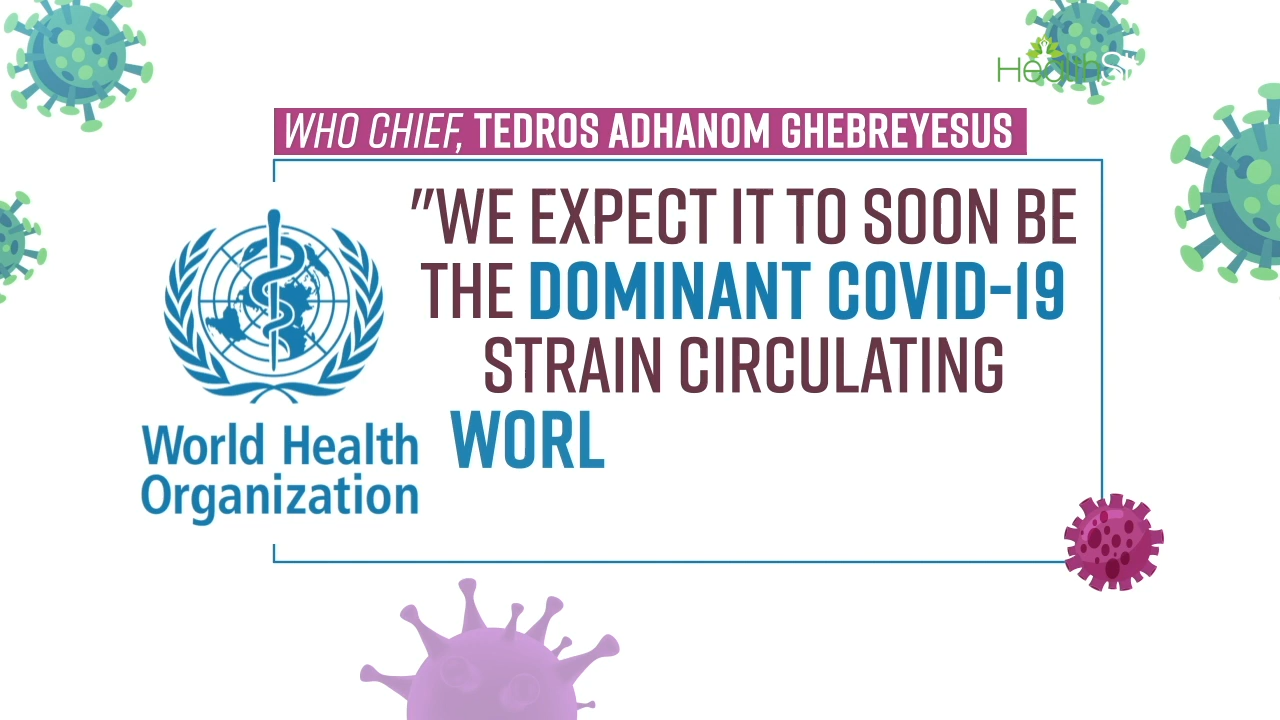 WHO CHIEF, TEDROS ADHANOM GHEBREYESUS
"WE EXPECT IT TO SOON BE
THE DOMINANT COVID-19
STRAIN CIRCULATING
WORL
World Health
Organization